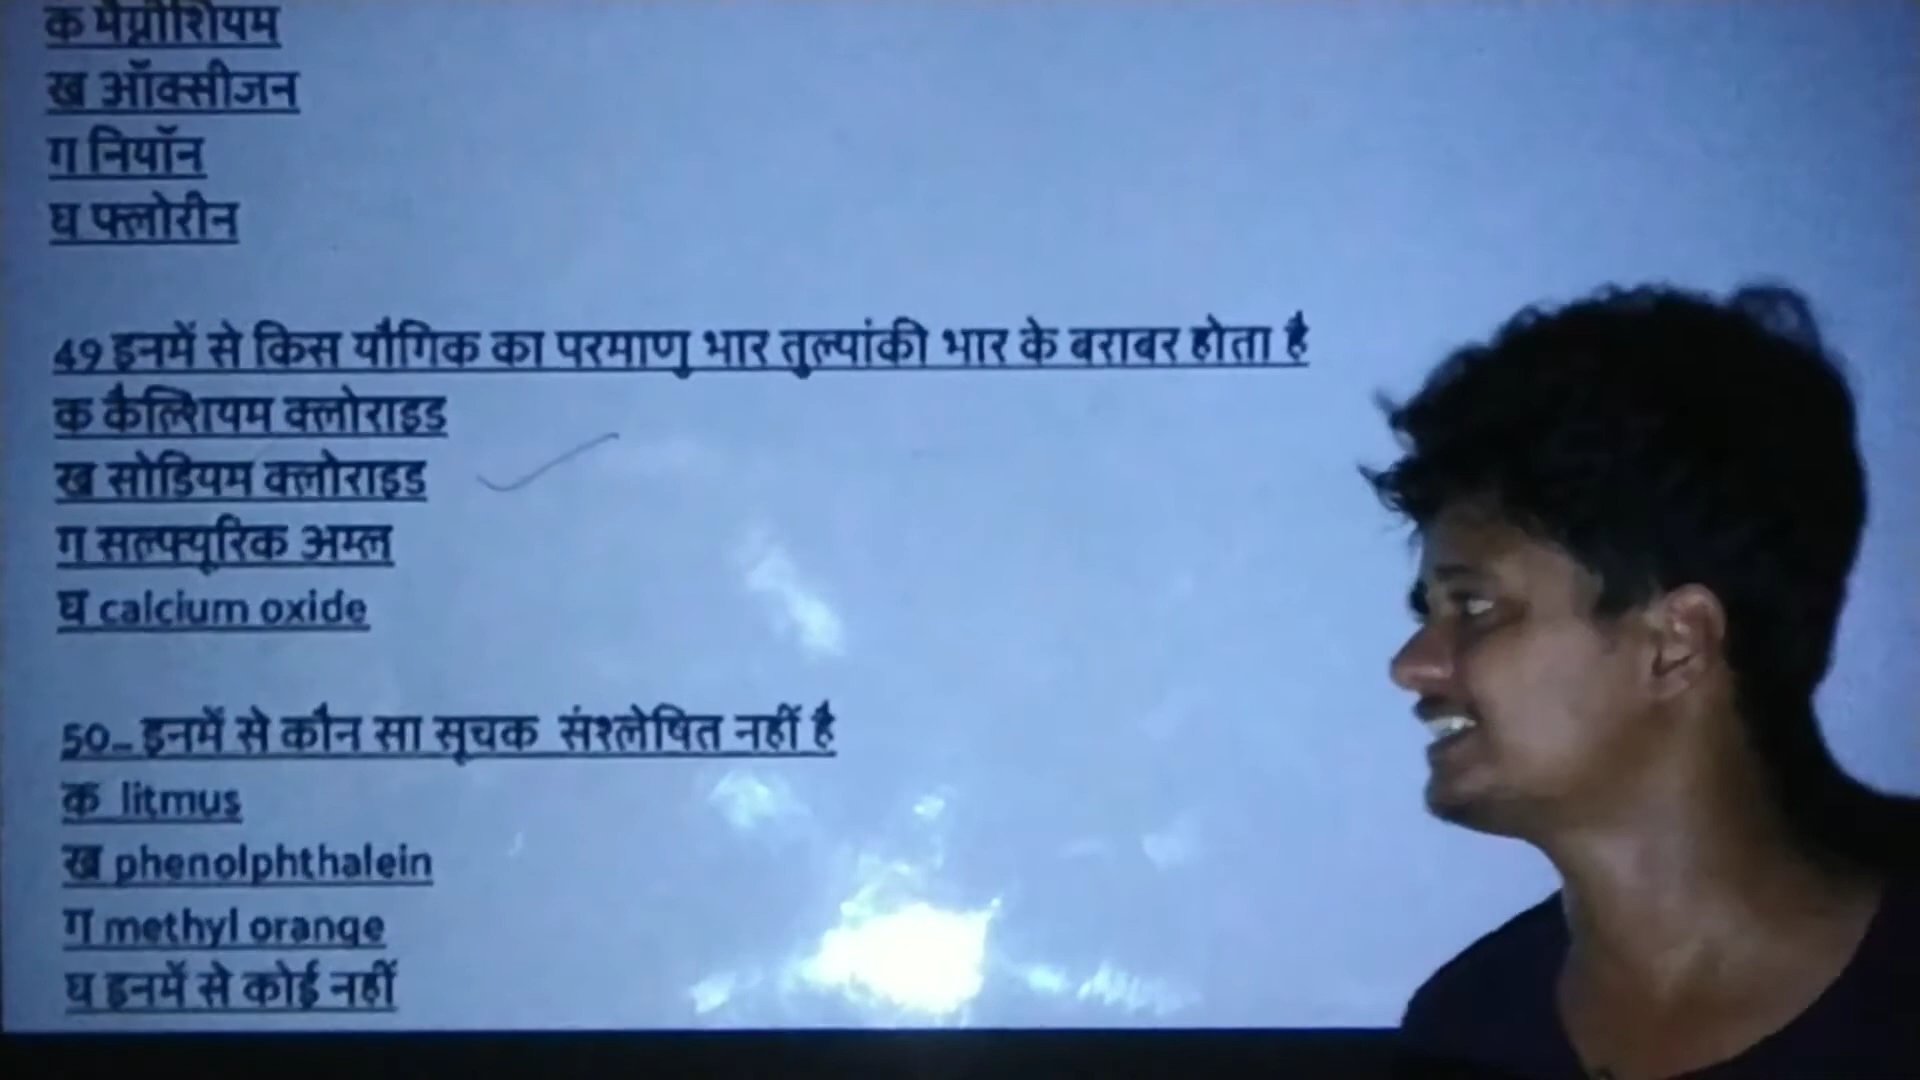 क मैग्नीशियम
ख ऑक्सीजन
ग नियॉन
घ फ्लोरीन
49 इनमें से किस यौगिक का परमाणु भार तुल्यांकी भार के बराबर होता है
क कैल्शियम क्लोराइड
ख सोडियम क्लोराइड
ग सल्फ्यूरिक अम्ल
घ calcium oxide
50- इनमें से कौन सा सूचक संश्लेषित नहीं है
क litmus
ख phenolphthalein
ग methyl orange
घ इनमें से कोई नहीं